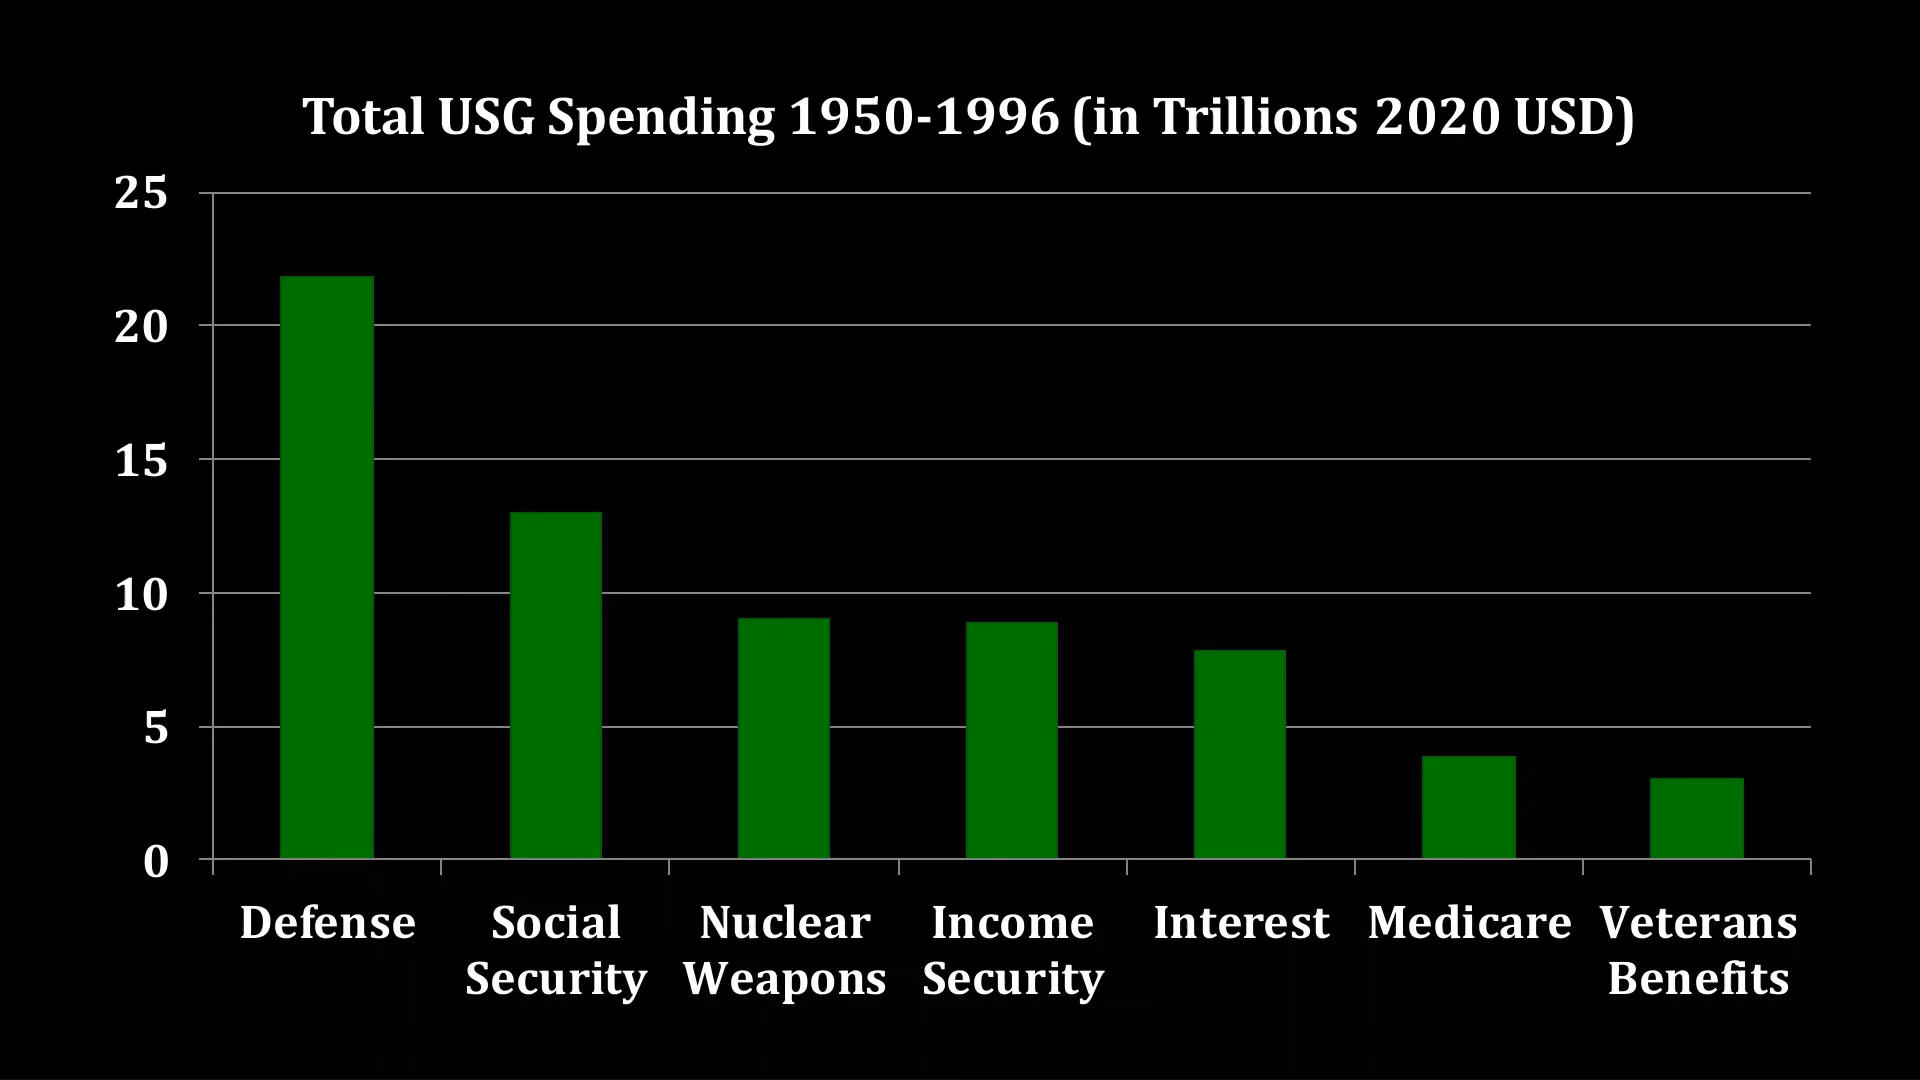 Total USG Spending 1950-1996 (in Trillions 2020 USD)
25
20
15
10
5
0
Defense
Social
Security
Nuclear
Weapons
Income
Security
Interest
Medicare
Veterans
Benefits